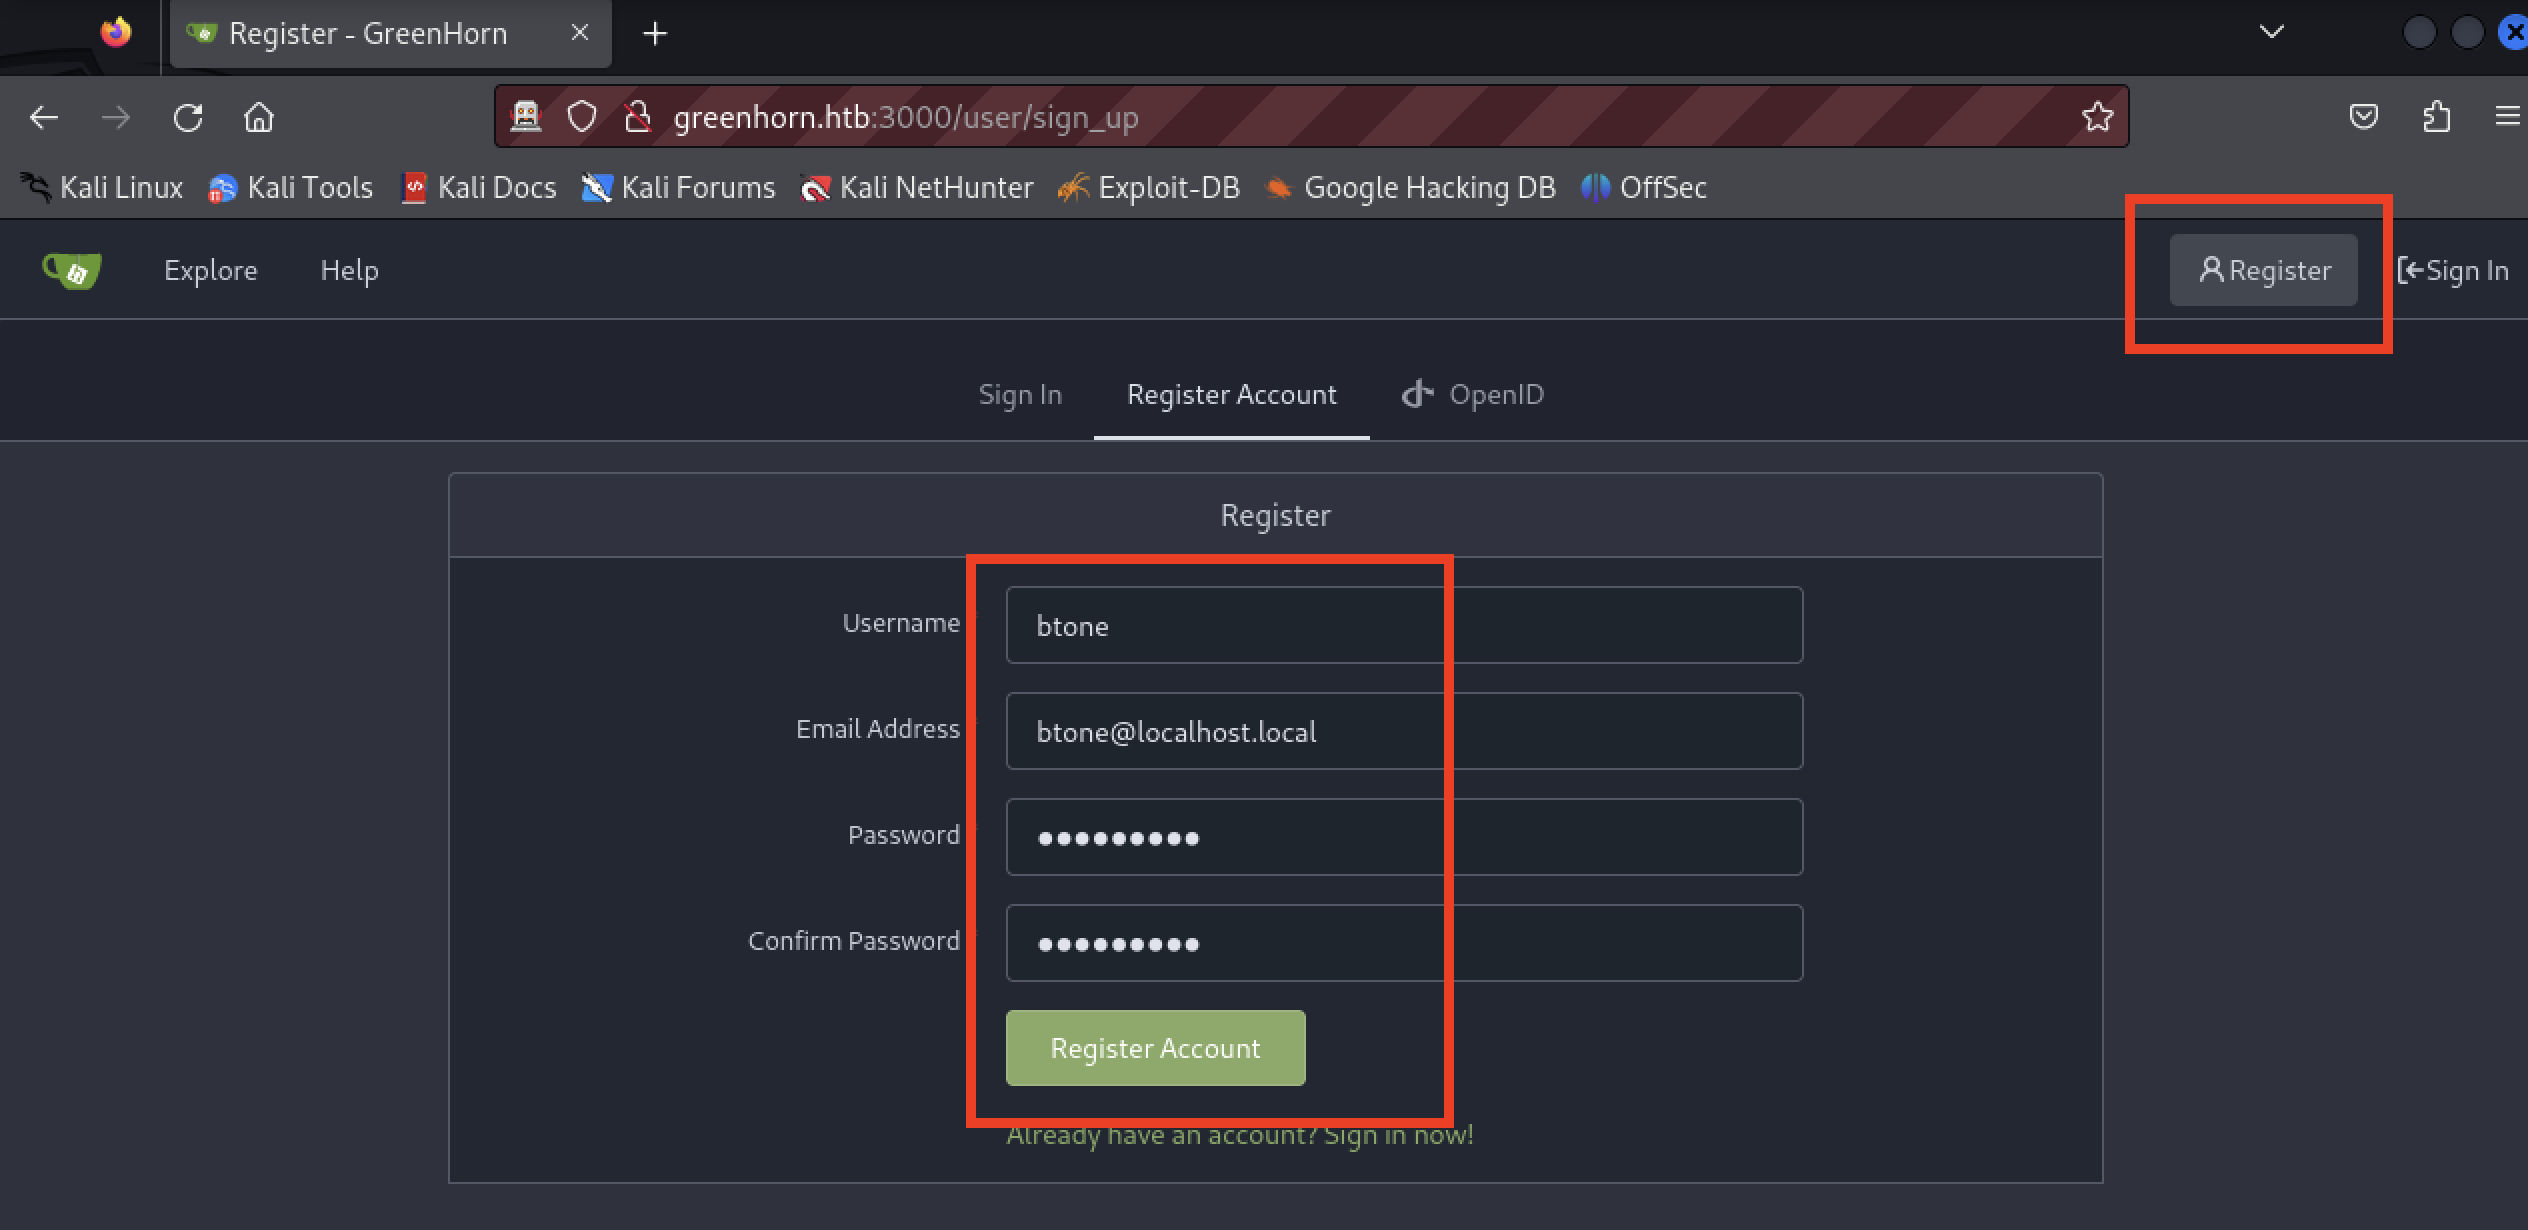 Register - GreenHorn
greenhorn.htb:3000/user/sign_up
Kali Linux Kali Tools Kali Docs Kali Forums Kali NetHunter Exploit-DB Google Hacking DB OffSec
Explore Help Register Sign In
Sign In Register Account OpenID
Register
Username btone
Email Address btone@localhost.local
Password •••••••••
Confirm Password •••••••••
Register Account
Already have an account? Sign in now!